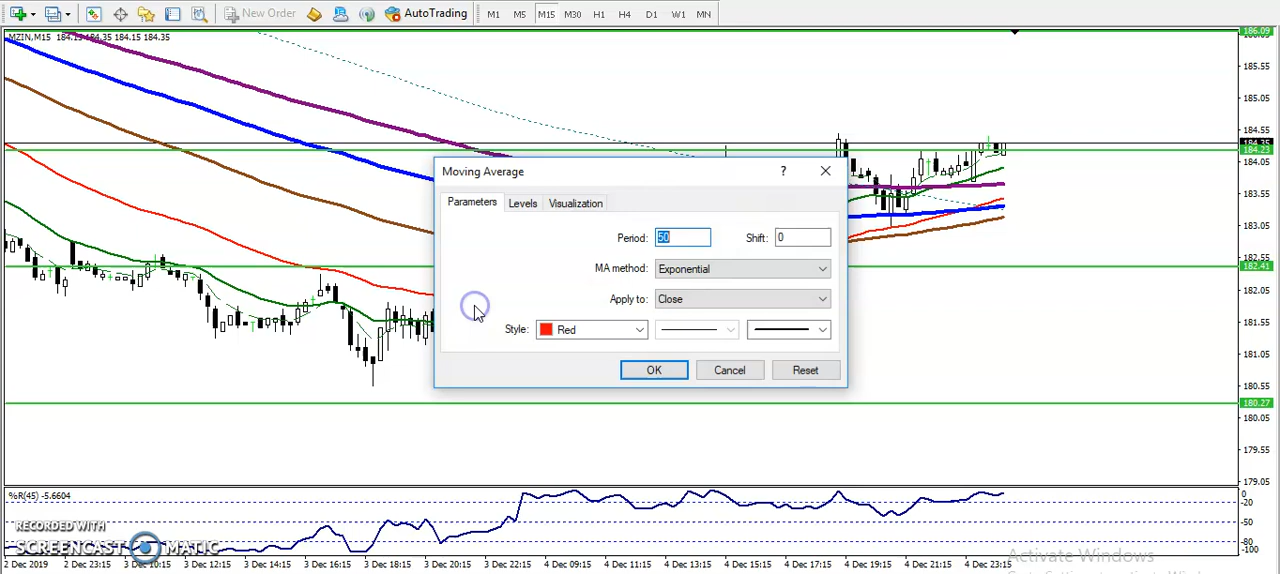 New Order AutoTrading M1 M5 M15 M30 H1 H4 D1 W1 MN
MZIN,M15 184.15 184.35 184.15 184.35
186.09
185.55
185.05
184.55
184.35
184.23
184.05
183.55
183.05
182.55
182.41
182.05
181.55
181.05
180.55
180.27
180.05
179.55
179.05
Moving Average ?
Parameters Levels Visualization
Period: 50 Shift: 0
MA method: Exponential
Apply to: Close
Style: Red
OK Cancel Reset
%R(45) -5.6604
0
-20
-50
-80
-100
RECORDED WITH
SCREENCAST MATIC
Activate Windows
2 Dec 2019 2 Dec 23:15 3 Dec 10:15 3 Dec 12:15 3 Dec 14:15 3 Dec 16:15 3 Dec 18:15 3 Dec 20:15 3 Dec 22:15 4 Dec 09:15 4 Dec 11:15 4 Dec 13:15 4 Dec 15:15 4 Dec 17:15 4 Dec 19:15 4 Dec 21:15 4 Dec 23:15